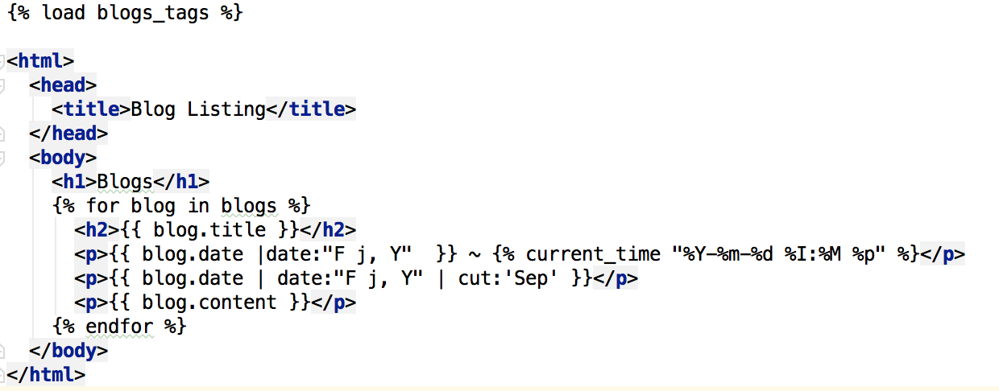 {% load blogs_tags %}
<html>
<head>
<title>Blog Listing</title>
</head>
<body>
<h1>Blogs</h1>
{% for blog in blogs %}
<h2>{{ blog.title }}</h2>
<p>{{ blog.date |date:"F j, Y"  }} ~ {% current_time "%Y-%m-%d %I:%M %p" %}</p>
<p>{{ blog.date | date:"F j, Y" | cut:'Sep' }}</p>
<p>{{ blog.content }}</p>
{% endfor %}
</body>
</html>